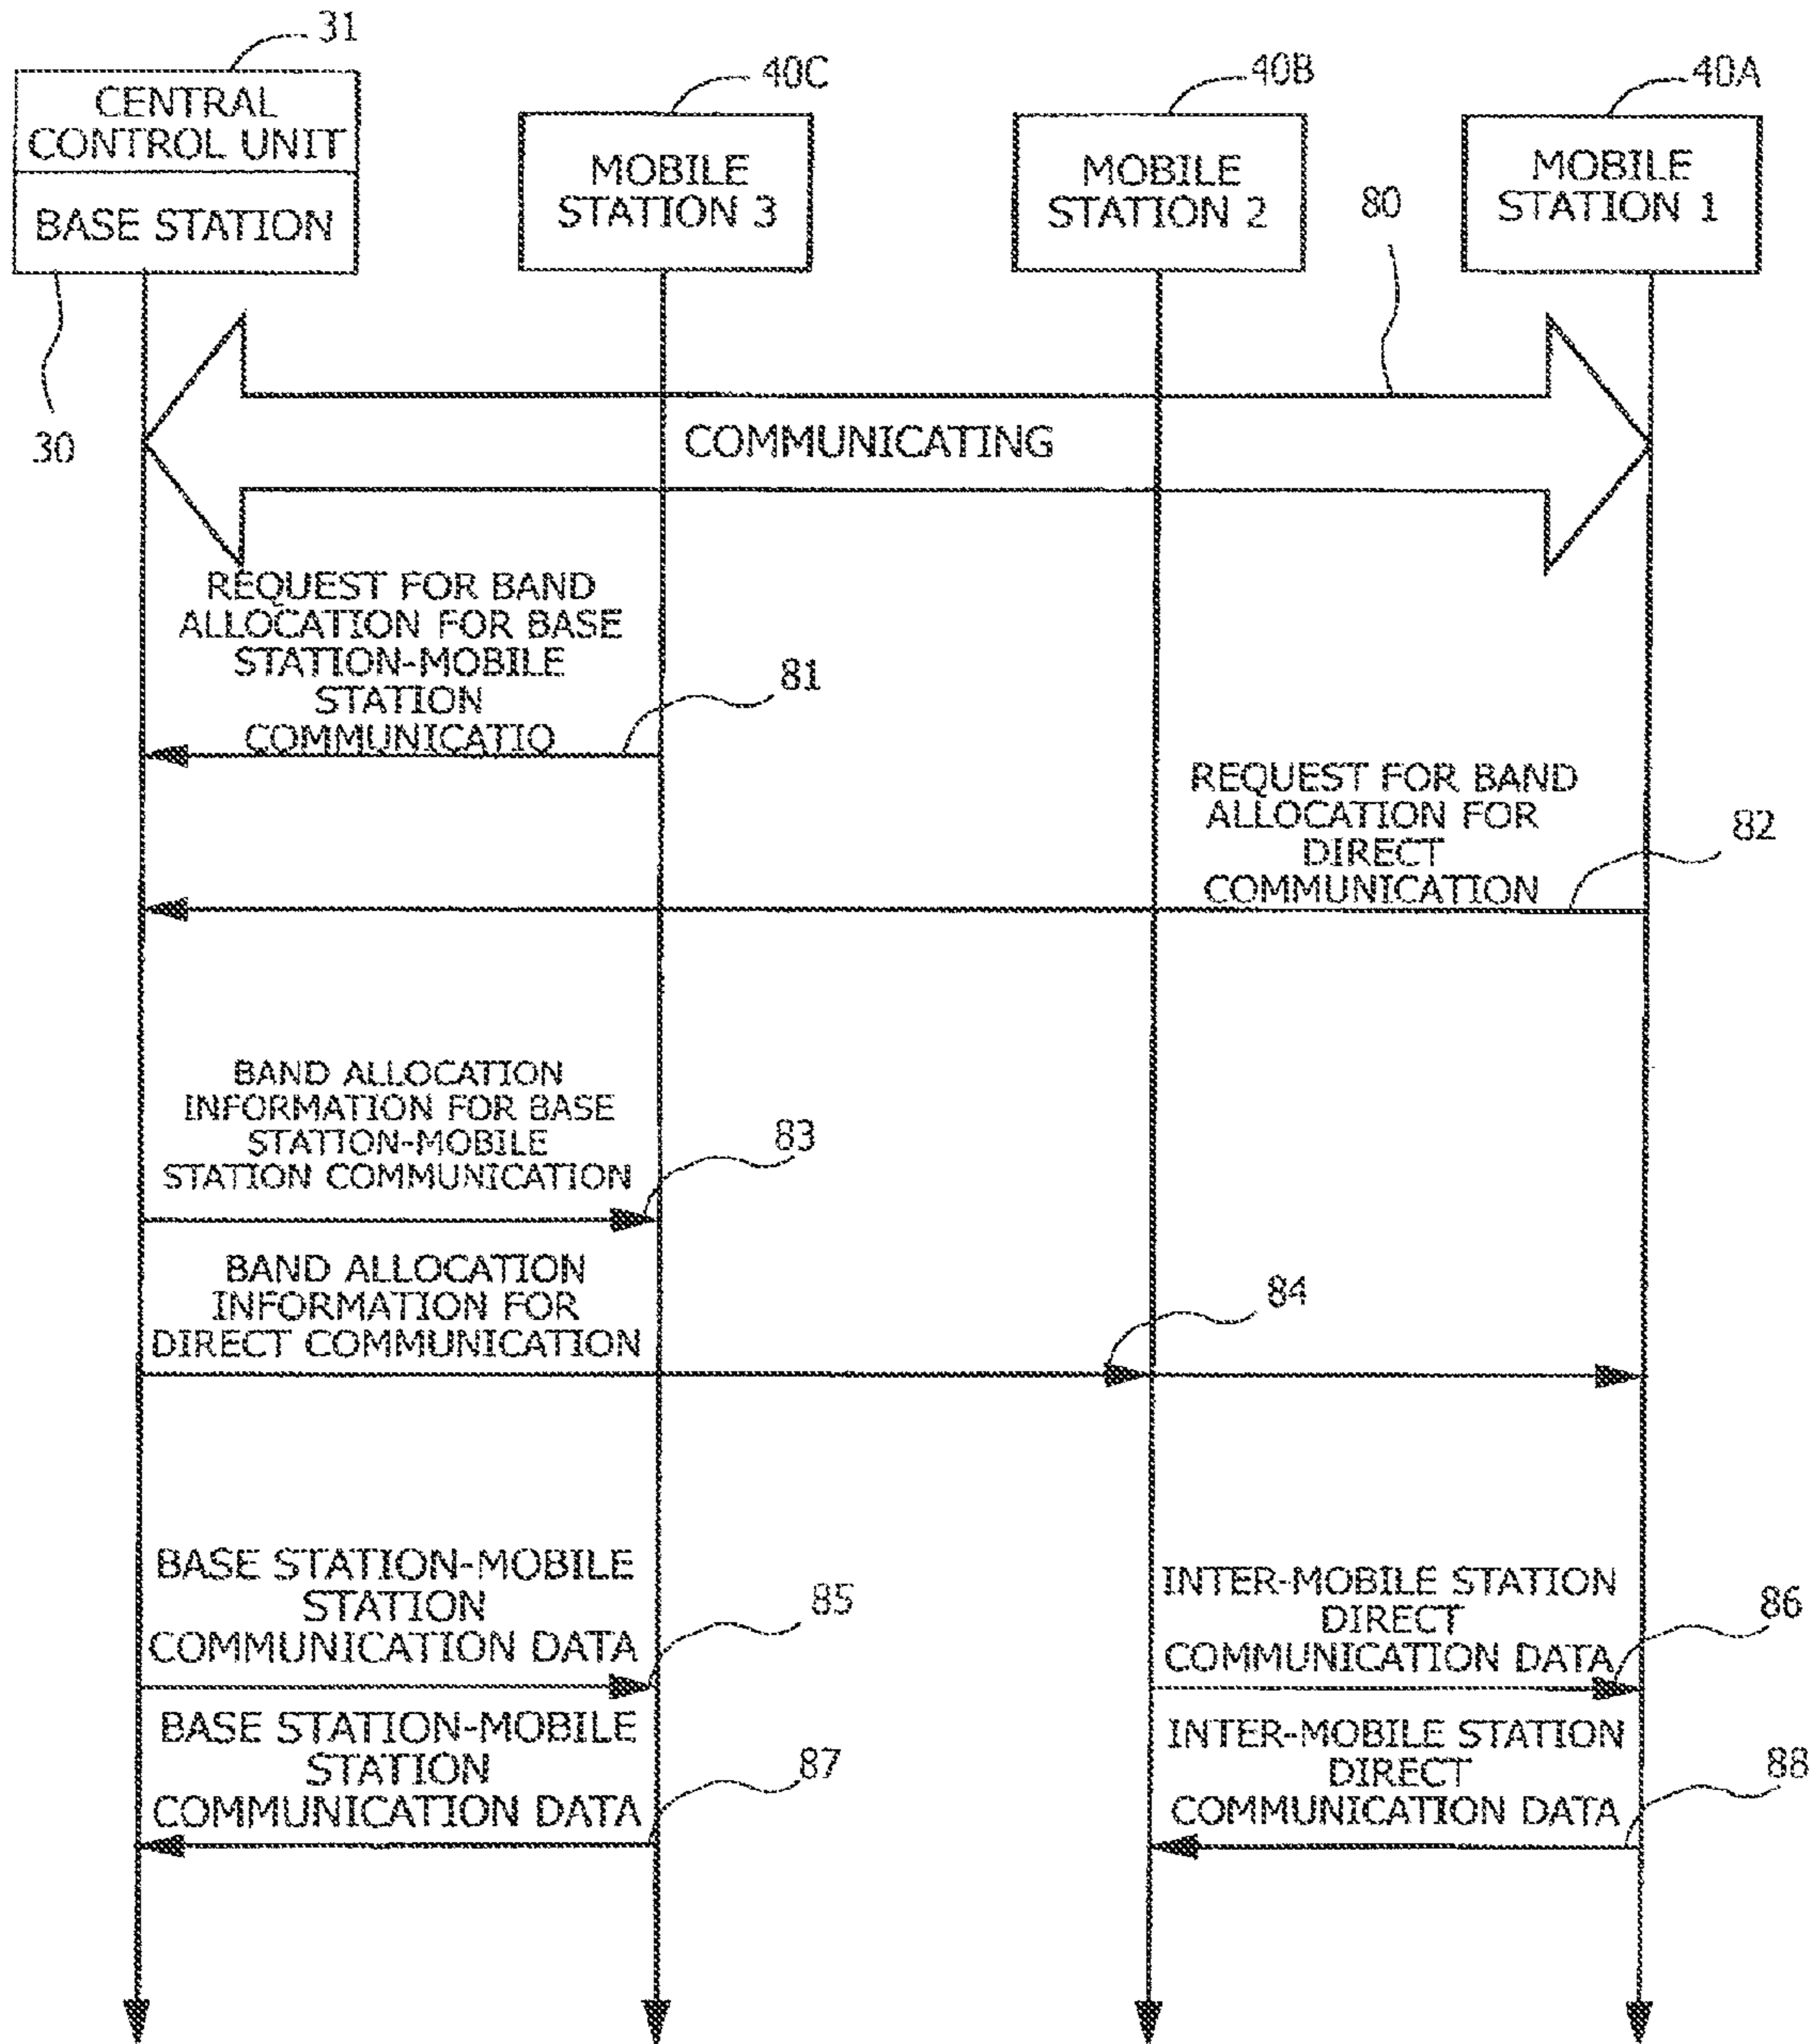 31
40C
40B
40A
CENTRAL
CONTROL UNIT
BASE STATION
MOBILE
STATION 3
MOBILE
STATION 2
MOBILE
STATION 1
80
30
COMMUNICATING
REQUEST FOR BAND
ALLOCATION FOR BASE
STATION-MOBILE
STATION
COMMUNICATIO
81
REQUEST FOR BAND
ALLOCATION FOR
DIRECT
COMMUNICATION
82
BAND ALLOCATION
INFORMATION FOR BASE
STATION-MOBILE
STATION COMMUNICATION
83
BAND ALLOCATION
INFORMATION FOR
DIRECT COMMUNICATION
84
BASE STATION-MOBILE
STATION
COMMUNICATION DATA
85
INTER-MOBILE STATION
DIRECT
COMMUNICATION DATA
86
BASE STATION-MOBILE
STATION
COMMUNICATION DATA
87
INTER-MOBILE STATION
DIRECT
COMMUNICATION DATA
88